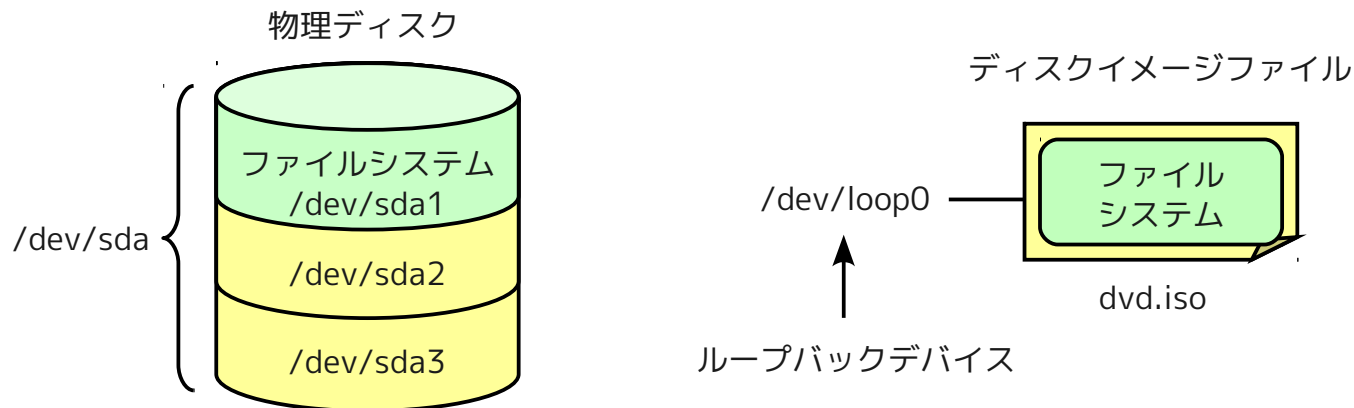 物理ディスク
ファイルシステム
/dev/sda1
/dev/sda
/dev/sda2
/dev/sda3
ディスクイメージファイル
/dev/loop0
ファイル
システム
dvd.iso
ループバックデバイス